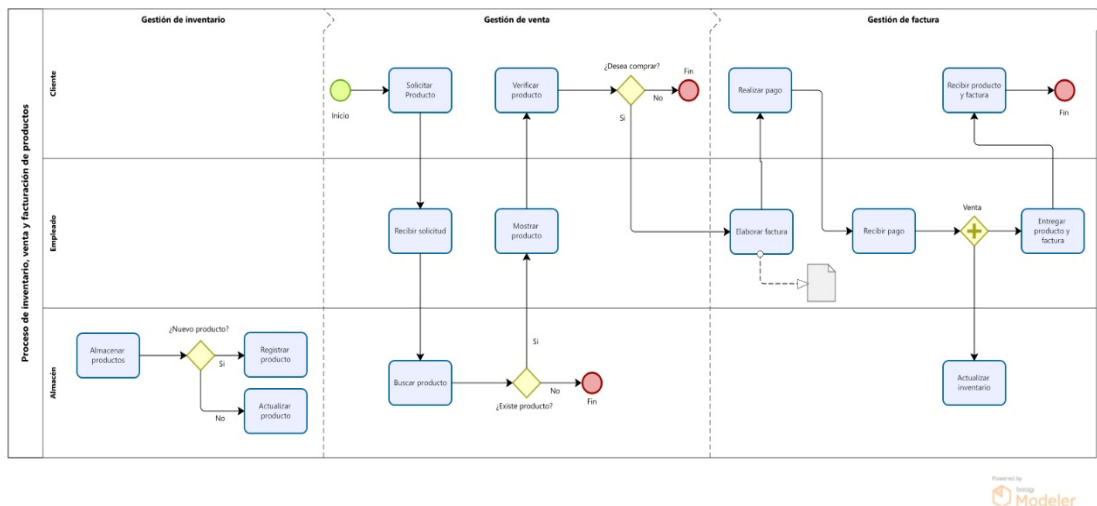 Proceso de inventario, venta y facturación de productos
Gestión de inventario
Gestión de venta
Gestión de factura
Cliente
Inicio
Solicitar
Producto
Verificar
producto
¿Desea comprar?
No
Si
Fin
Realizar pago
Recibir producto
y factura
Fin
Empleado
Recibir solicitud
Mostrar
producto
Elaborar factura
Recibir pago
Venta
Entregar
producto y
factura
Almacén
Almacenar
productos
¿Nuevo producto?
Si
No
Registrar
producto
Actualizar
producto
Buscar producto
Si
No
¿Existe producto?
Fin
Actualizar
inventario
Powered by
bizagi
Modeler